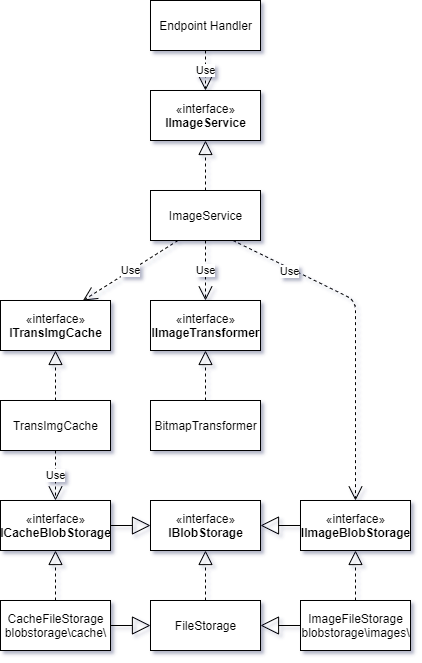 Endpoint Handler
Use
«interface»
IImageService
ImageService
Use
Use
Use
«interface»
ITransImgCache
«interface»
IImageTransformer
TransImgCache
BitmapTransformer
Use
«interface»
ICacheBlobStorage
«interface»
IBlobStorage
«interface»
IImageBlobStorage
CacheFileStorage
blobstorage\cache\
FileStorage
ImageFileStorage
blobstorage\images\